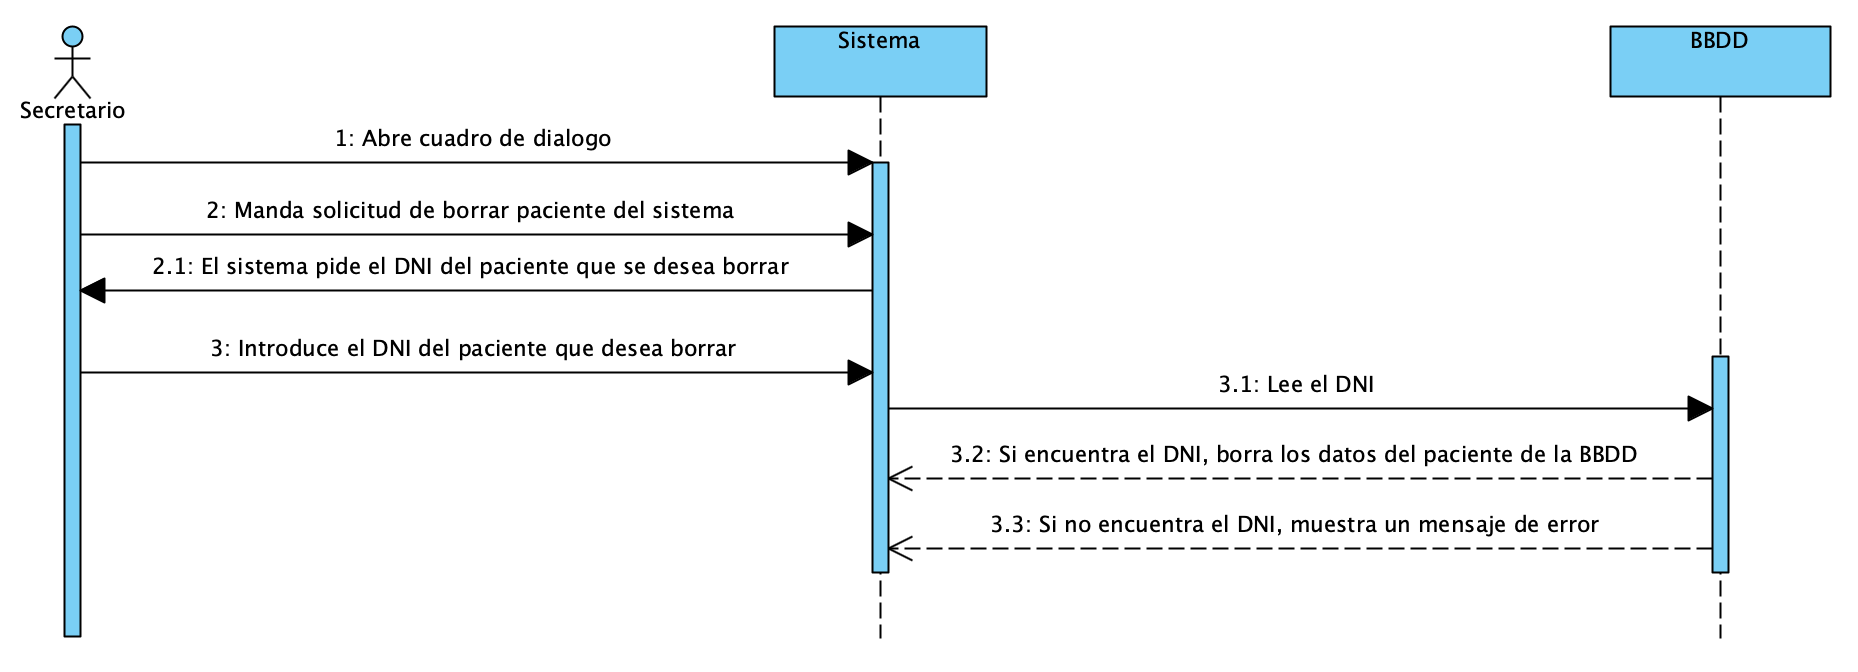 Secretario
Sistema
BBDD
1: Abre cuadro de dialogo
2: Manda solicitud de borrar paciente del sistema
2.1: El sistema pide el DNI del paciente que se desea borrar
3: Introduce el DNI del paciente que desea borrar
3.1: Lee el DNI
3.2: Si encuentra el DNI, borra los datos del paciente de la BBDD
3.3: Si no encuentra el DNI, muestra un mensaje de error